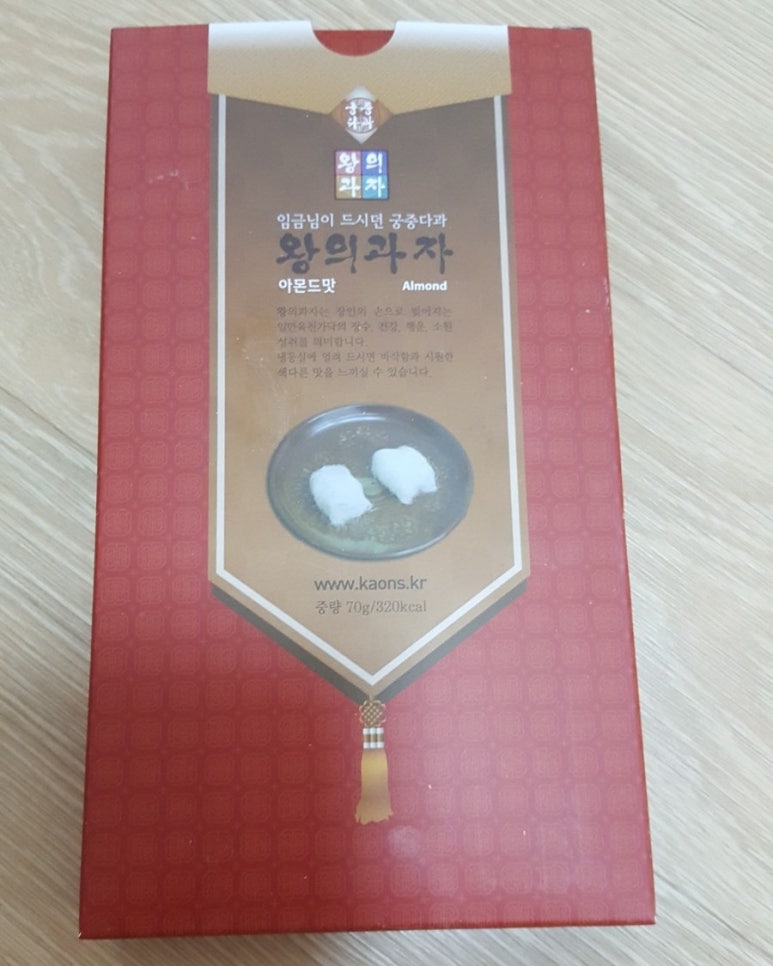 궁중
다과
왕의
과자
임금님이 드시던 궁중다과
왕의과자
아몬드맛 Almond
왕의과자는 장인의 손으로 빚어지는
일만육천가닥의 장수, 건강, 행운, 소원
성취를 의미합니다.
냉동실에 얼려 드시면 바삭함과 시원한
색다른 맛을 느끼실 수 있습니다.
www.kaons.kr
중량 70g/320kcal